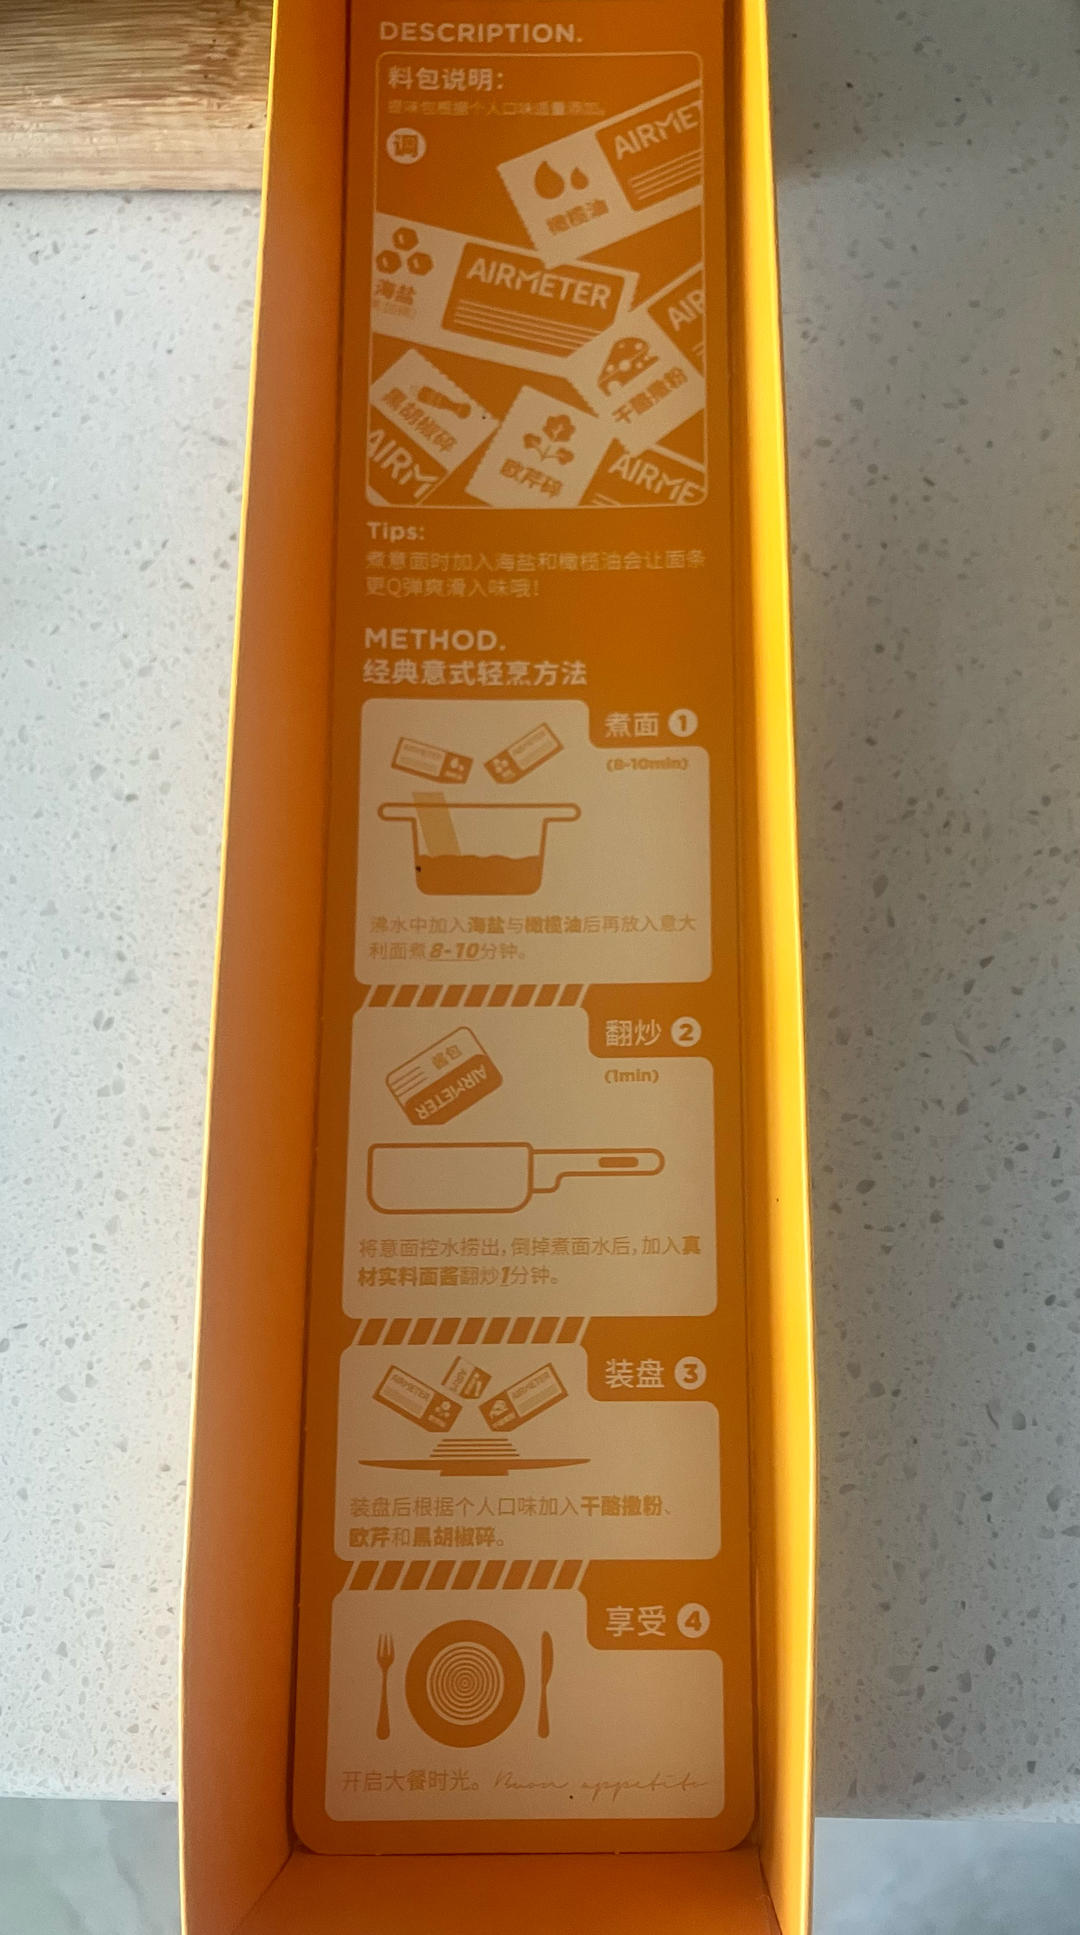 DESCRIPTION.
料包说明：
提味包根据个人口味适量添加。
调
AIRME
橄榄油
海盐
AIRMETER
AIR
干酪撒粉
黑胡椒碎
AIRM
欧芹碎
AIRME
Tips:
煮意面时加入海盐和橄榄油会让面条
更Q弹爽滑入味哦！
METHOD.
经典意式轻烹方法
煮面 1
(8-10min)
AIRMETER
AIRMETER
沸水中加入海盐与橄榄油后再放入意大
利面煮8-10分钟。
翻炒 2
(1min)
酱包
AIRMETER
将意面控水捞出，倒掉煮面水后，加入真
材实料面酱翻炒1分钟。
装盘 3
AIRMETER
AIRMETER
装盘后根据个人口味加入干酪撒粉、
欧芹和黑胡椒碎。
享受 4
开启大餐时光。Buon appetito